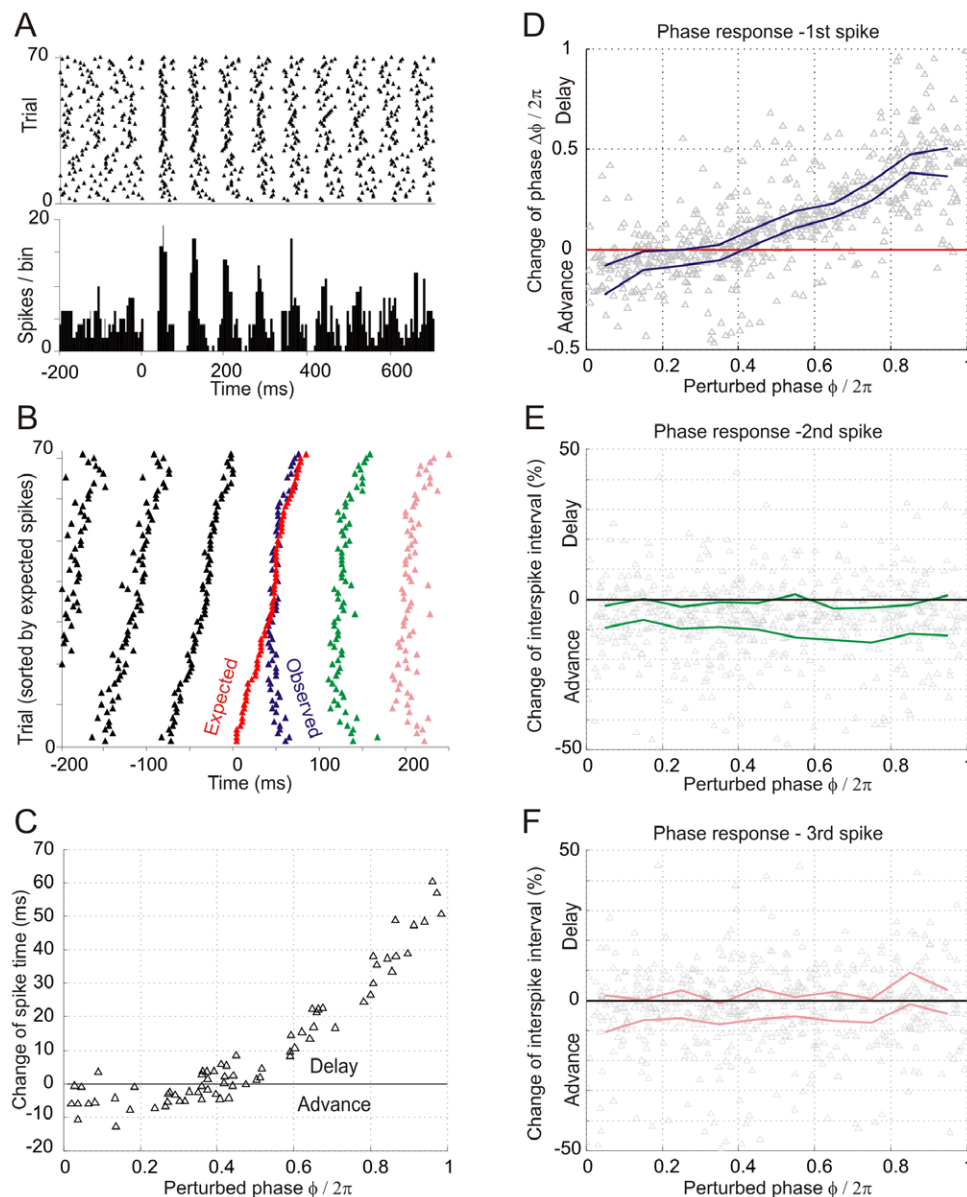 A
70
Trial
0
20
Spikes / bin
0
-200 0 200 400 600
Time (ms)
B
70
Trial (sorted by expected spikes)
0
Expected
Observed
-200 -100 0 100 200
Time (ms)
C
70
60
50
40
30
20
10
0
-10
-20
Change of spike time (ms)
Delay
Advance
0 0.2 0.4 0.6 0.8 1
Perturbed phase ϕ / 2π
D
Phase response -1st spike
1
0.5
0
-0.5
Change of phase Δϕ / 2π
Delay
Advance
0 0.2 0.4 0.6 0.8 1
Perturbed phase ϕ / 2π
E
Phase response -2nd spike
50
0
-50
Change of interspike interval (%)
Delay
Advance
0 0.2 0.4 0.6 0.8 1
Perturbed phase ϕ / 2π
F
Phase response - 3rd spike
50
0
-50
Change of interspike interval (%)
Delay
Advance
0 0.2 0.4 0.6 0.8 1
Perturbed phase ϕ / 2π